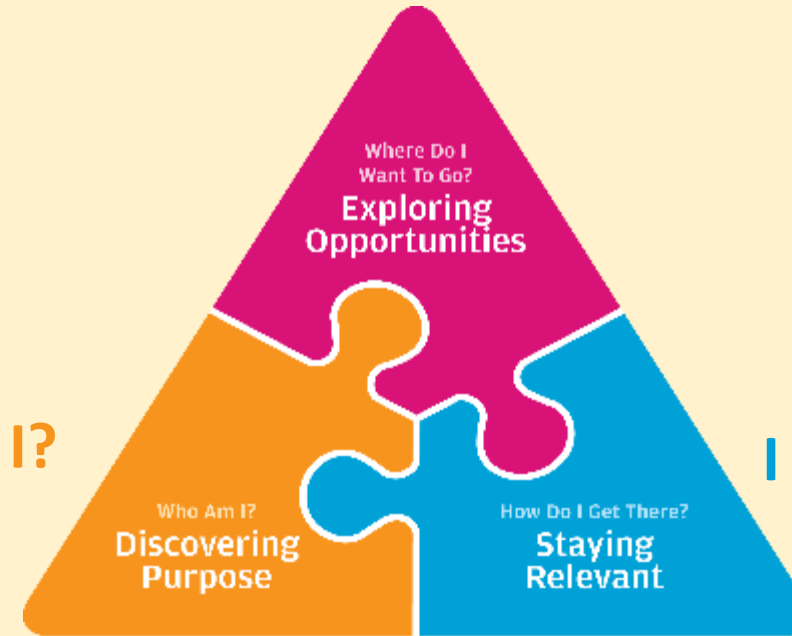 Where Do I
Want To Go?
Exploring
Opportunities
I?
Who Am I?
Discovering
Purpose
How Do I Get There?
Staying
Relevant
I